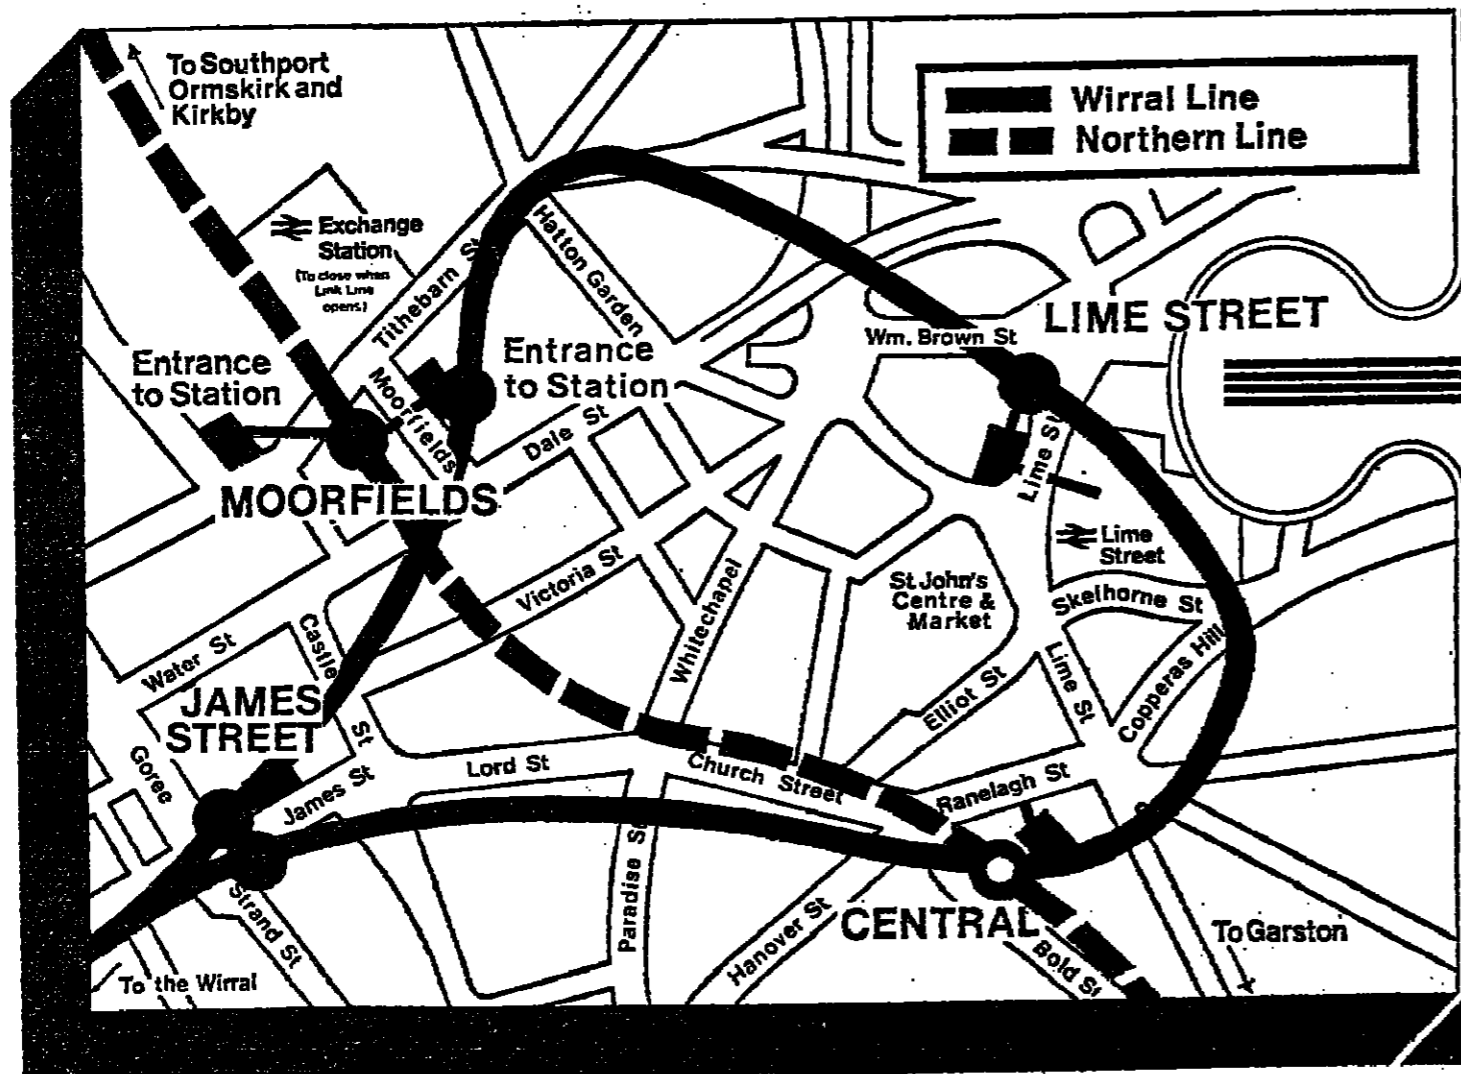 To Southport
Ormskirk and
Kirkby
Wirral Line
Northern Line
Exchange
Station
(To close when
Link Line
opens)
Tithebarn St
Hatton Garden
LIME STREET
Wm. Brown St
Entrance
to Station
Entrance
to Station
Moorfields
Dale St
Lime St
MOORFIELDS
Lime
Street
Victoria St
Whitechapel
St John's
Centre &
Market
Skelhorne St
Water St
Castle
St
Lime St
Copperas Hill
Elliot St
JAMES
STREET
Goree
James St
Lord St
Church Street
Ranelagh St
Paradise St
Strand St
Hanover St
CENTRAL
Bold St
To Garston
To the Wirral